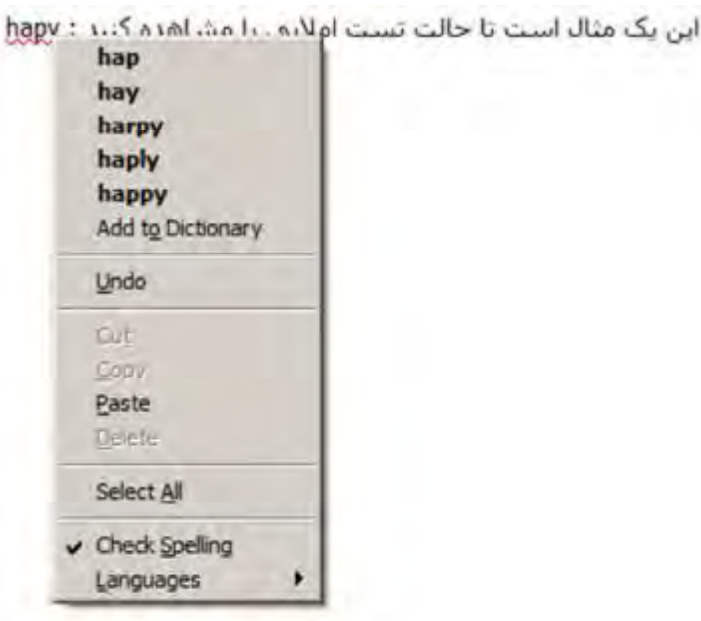 این یک مثال است تا حالت تست املایی را مشاهده کنید : hapy
hap
hay
harpy
haply
happy
Add to Dictionary
Undo
Cut
Copy
Paste
Delete
Select All
Check Spelling
Languages